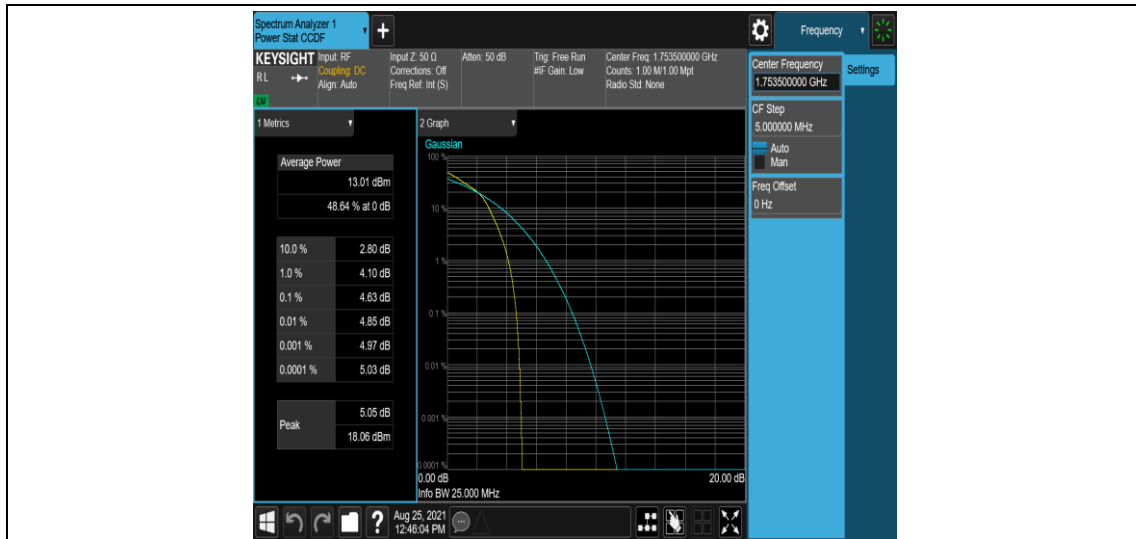 Spectrum Analyzer 1
Power Stat CCDF
+
Frequency
KEYSIGHT
R L
LXI
Input: RF
Coupling: DC
Align: Auto
Input Z: 50 Ω
Corrections: Off
Freq Ref: Int (S)
Atten: 50 dB
Trig: Free Run
#IF Gain: Low
Center Freq: 1.753500000 GHz
Counts: 1.00 M/1.00 Mpt
Radio Std: None
Center Frequency
1.753500000 GHz
Settings
CF Step
5.000000 MHz
Auto
Man
Freq Offset
0 Hz
1 Metrics
Average Power
13.01 dBm
48.64 % at 0 dB
10.0 % 2.80 dB
1.0 % 4.10 dB
0.1 % 4.63 dB
0.01 % 4.85 dB
0.001 % 4.97 dB
0.0001 % 5.03 dB
Peak
5.05 dB
18.06 dBm
2 Graph
Gaussian
100 %
10 %
1 %
0.1 %
0.01 %
0.001 %
0.0001 %
0.00 dB 20.00 dB
Info BW 25.000 MHz
?
Aug 25, 2021
12:46:04 PM